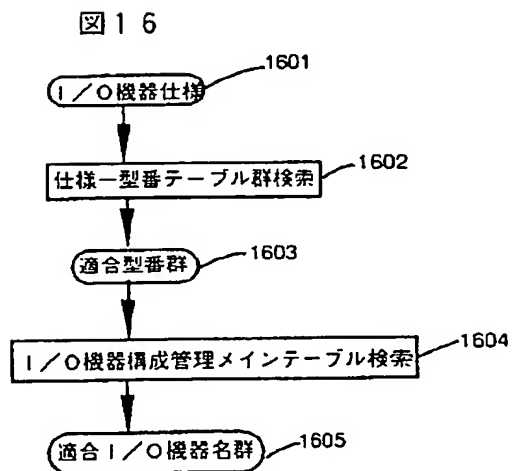 図16
1601
I/O機器仕様
1602
仕様ー型番テーブル群検索
1603
適合型番群
1604
I/O機器構成管理メインテーブル検索
1605
適合I/O機器名群